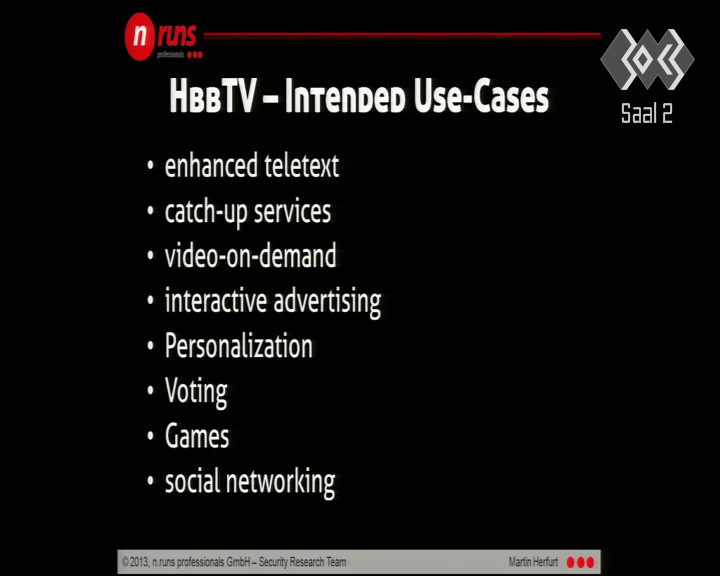 n runs
professionals
HBBTV – INTENDED USE-CASES
Saal 2
• enhanced teletext
• catch-up services
• video-on-demand
• interactive advertising
• Personalization
• Voting
• Games
• social networking
© 2013, n.runs professionals GmbH – Security Research Team
Martin Herfurt